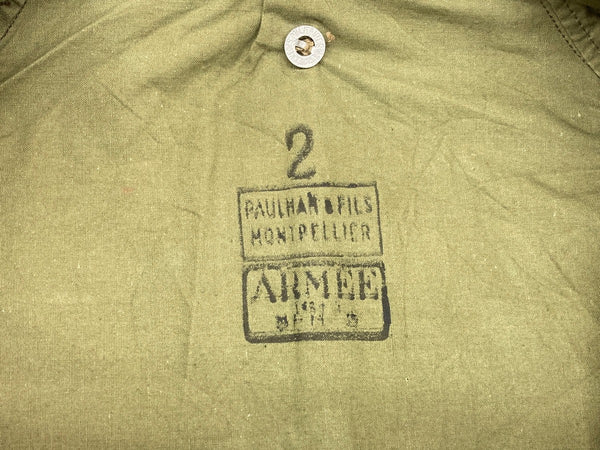 2
PAULHAN & FILS
MONTPELLIER
ARMÉE